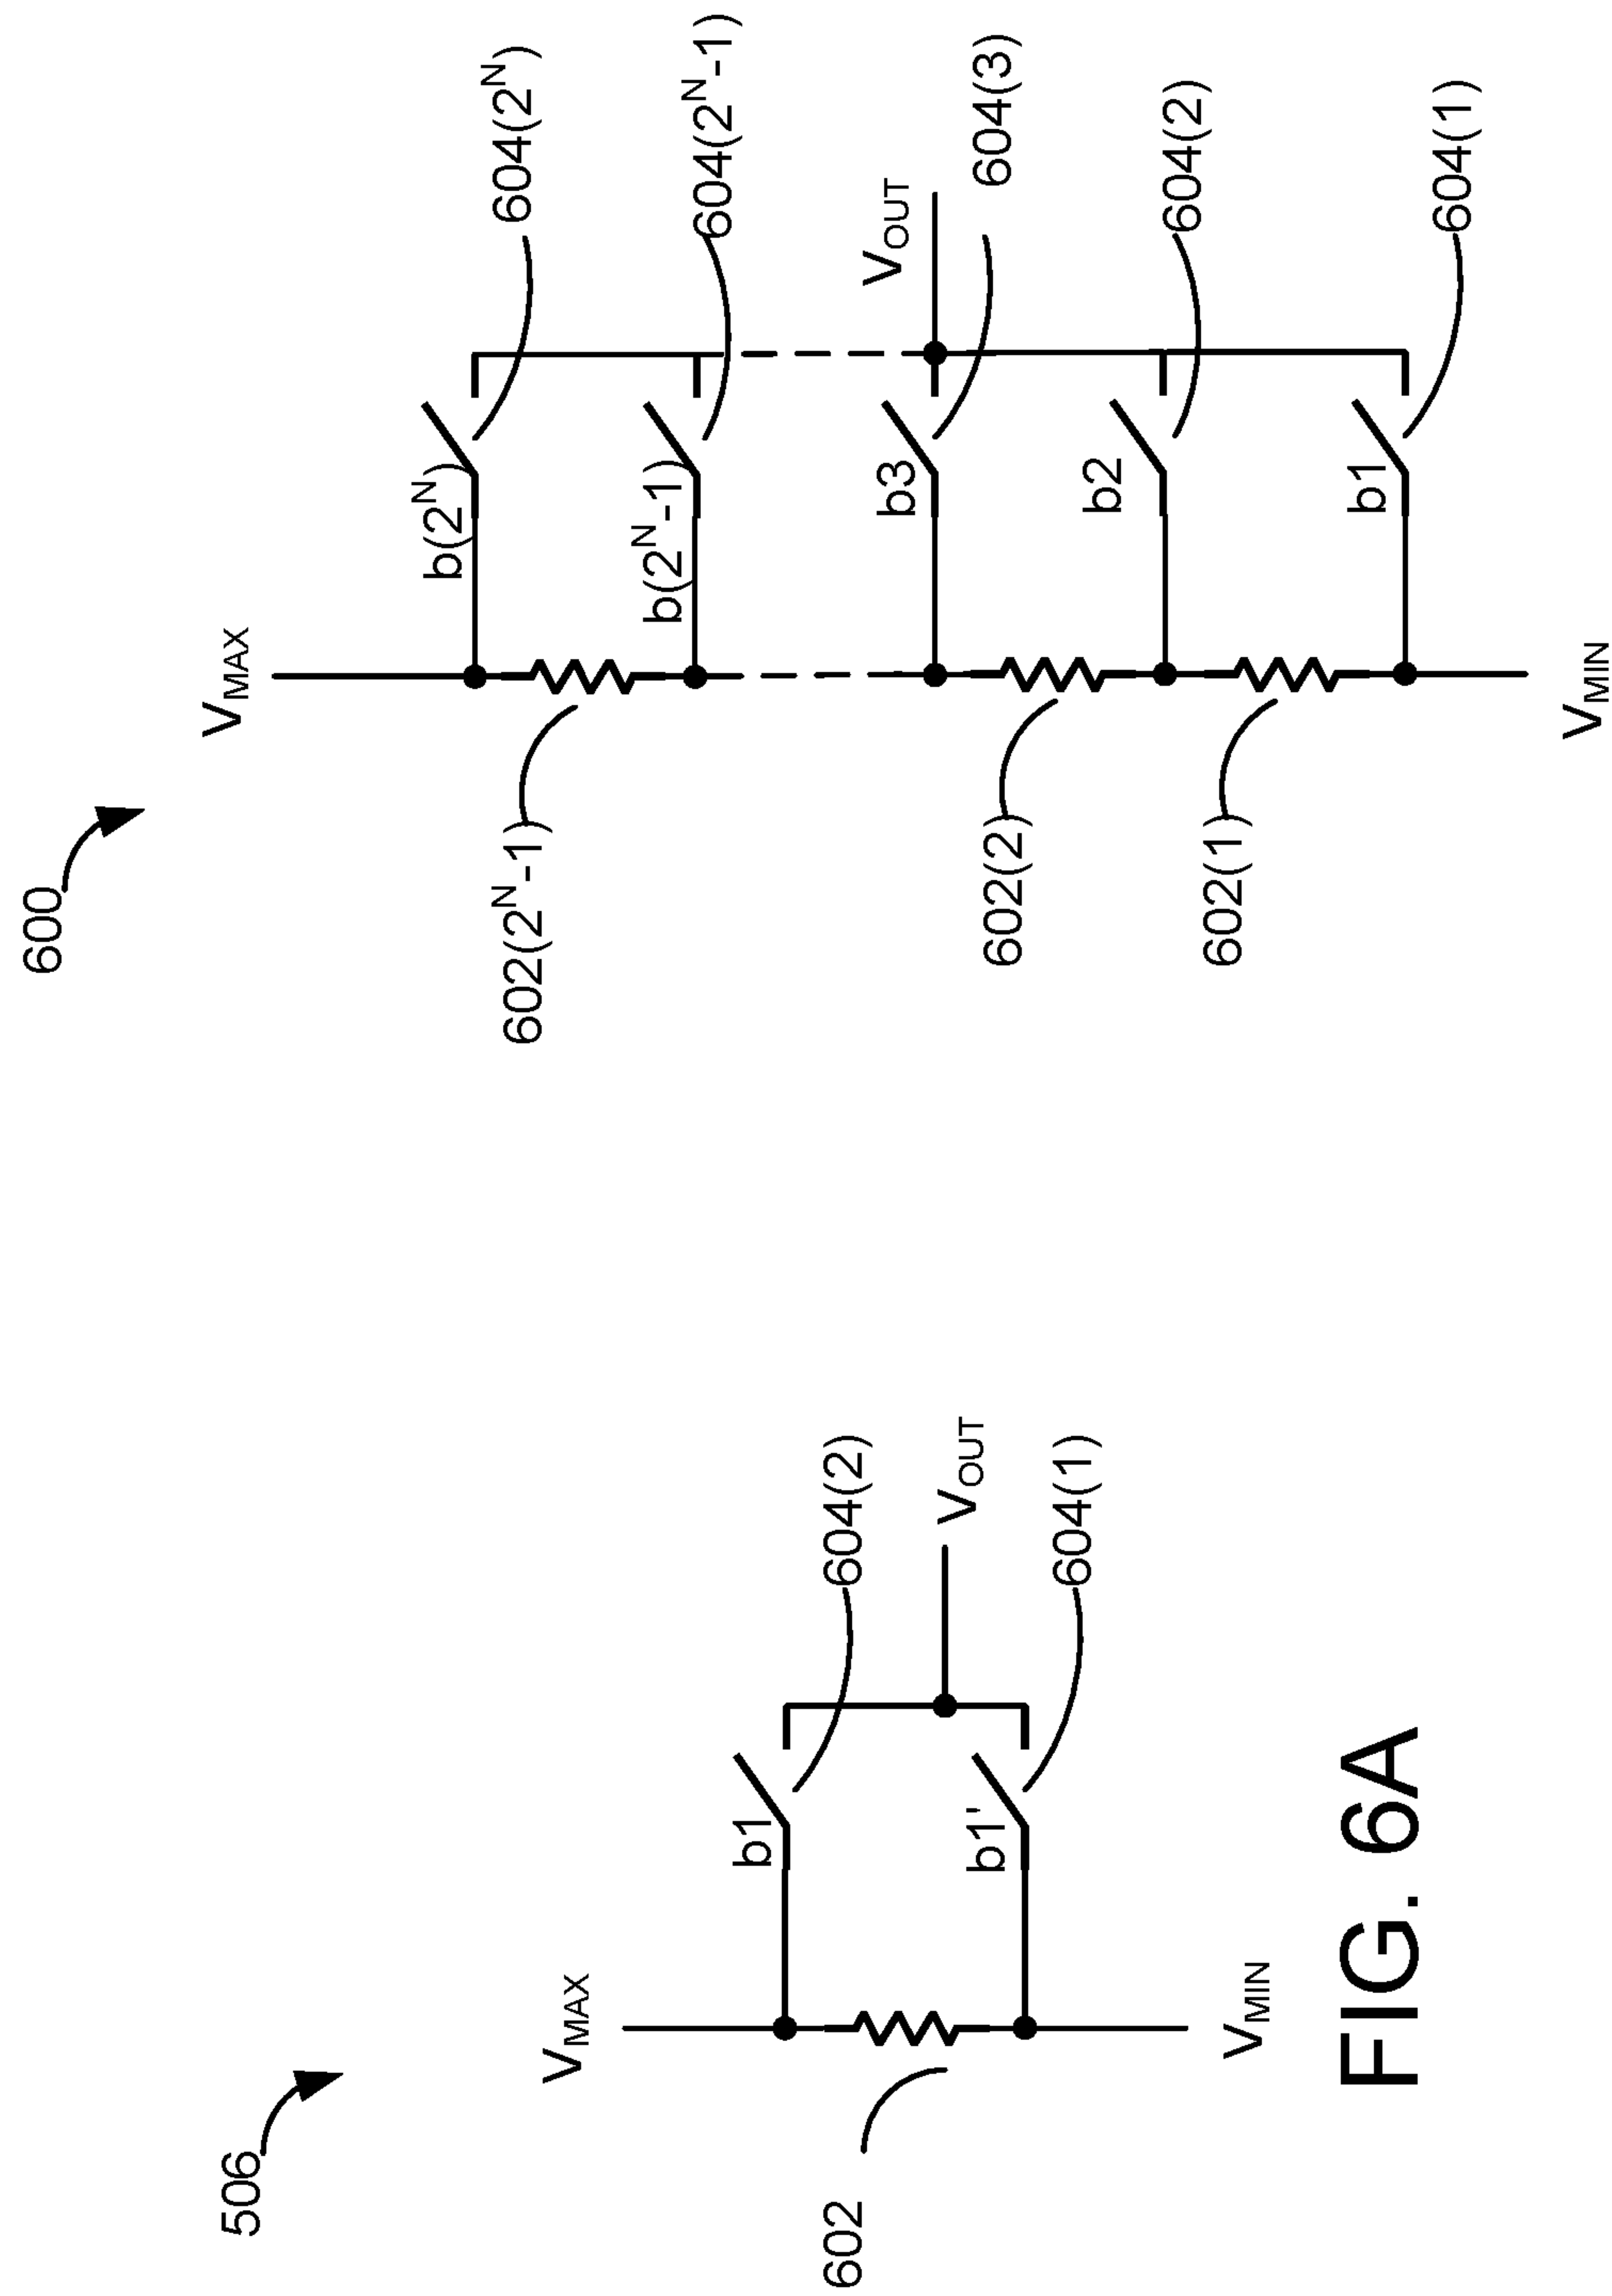 506
V_MAX
b1
604(2)
602
V_OUT
b1'
604(1)
V_MIN
FIG. 6A
600
V_MAX
b(2^N)
604(2^N)
602(2^N-1)
b(2^N-1)
604(2^N-1)
V_OUT
b3
604(3)
602(2)
b2
604(2)
602(1)
b1
604(1)
V_MIN